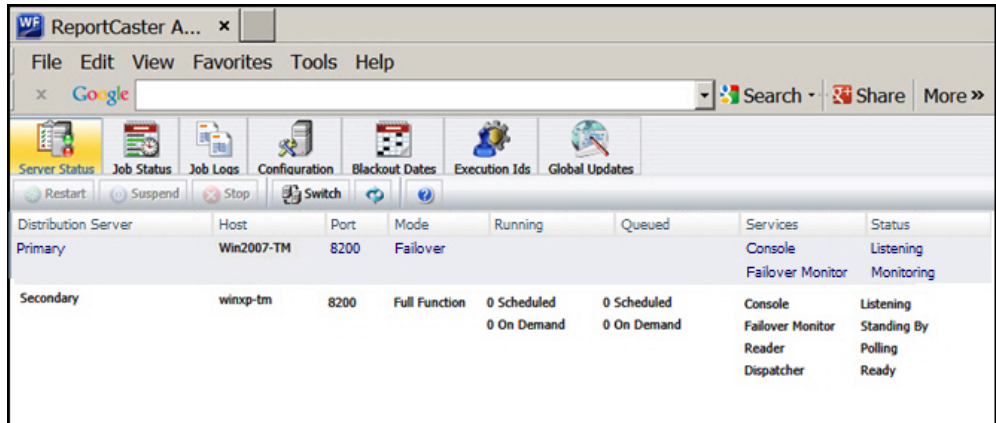 WF ReportCaster A... ×
File Edit View Favorites Tools Help
x Google Search Share More »
Server Status Job Status Job Logs Configuration Blackout Dates Execution Ids Global Updates
Restart Suspend Stop Switch ?
Distribution Server Host Port Mode Running Queued Services Status
Primary Win2007-TM 8200 Failover Console Listening
Failover Monitor Monitoring
Secondary winxp-tm 8200 Full Function 0 Scheduled 0 Scheduled Console Listening
0 On Demand 0 On Demand Failover Monitor Standing By
Reader Polling
Dispatcher Ready